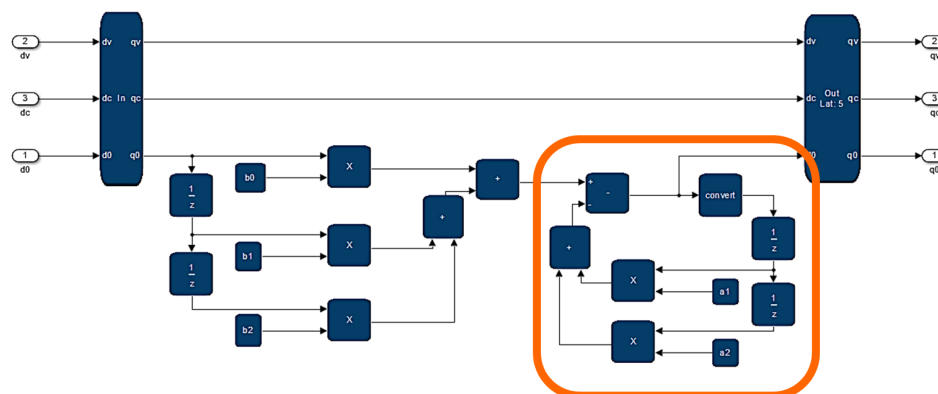 2
dv
3
dc
1
d0
dv qv
dc In qc
d0 q0
1
z
1
z
b0
b1
b2
X
X
X
+
+
+
-
-
+
convert
1
z
1
z
X
X
a1
a2
dv qv
Out
dc qc
Lat: 5
q0
2
3
1